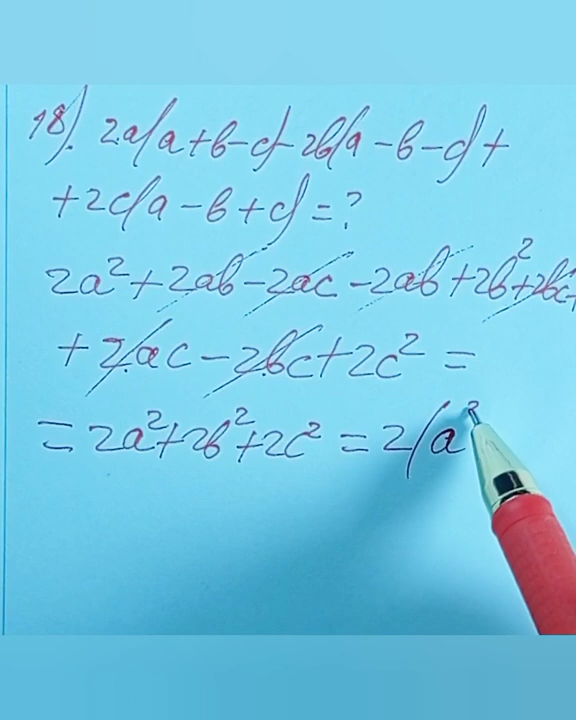 18). 2a(a+b-c)-2b(a-b-c)+
+2c(a-b+c)=?
2a²+2ab-2ac-2ab+2b²+2bc+
+2ac-2bc+2c²=
=2a²+2b²+2c²=2(a²